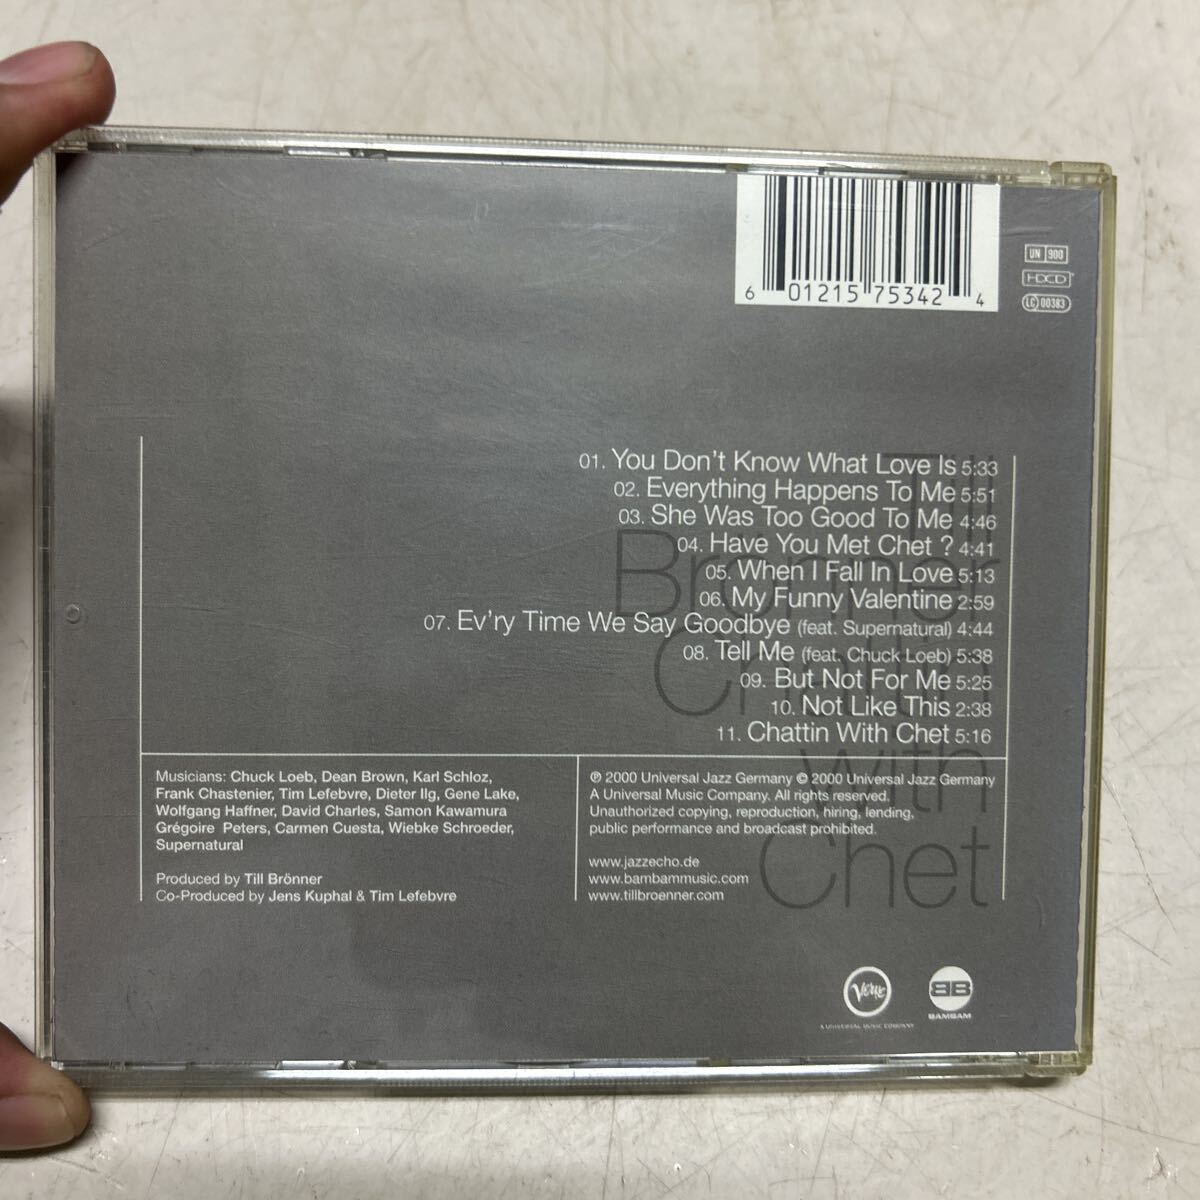 6 01215 75342 4
UN 900
HDCD
LC 00383
01. You Don't Know What Love Is 5:33
02. Everything Happens To Me 5:51
03. She Was Too Good To Me 4:46
04. Have You Met Chet ? 4:41
05. When I Fall In Love 5:13
06. My Funny Valentine 2:59
07. Ev'ry Time We Say Goodbye (feat. Supernatural) 4:44
08. Tell Me (feat. Chuck Loeb) 5:38
09. But Not For Me 5:25
10. Not Like This 2:38
11. Chattin With Chet 5:16
Till
Brönner
Chattin
with
Chet
Musicians: Chuck Loeb, Dean Brown, Karl Schloz,
Frank Chastenier, Tim Lefebvre, Dieter Ilg, Gene Lake,
Wolfgang Haffner, David Charles, Samon Kawamura
Grégoire Peters, Carmen Cuesta, Wiebke Schroeder,
Supernatural
Produced by Till Brönner
Co-Produced by Jens Kuphal & Tim Lefebvre
℗ 2000 Universal Jazz Germany © 2000 Universal Jazz Germany
A Universal Music Company. All rights reserved.
Unauthorized copying, reproduction, hiring, lending,
public performance and broadcast prohibited.
www.jazzecho.de
www.bambammusic.com
www.tillbroenner.com
Verve
A UNIVERSAL MUSIC COMPANY
BB
BAMBAM